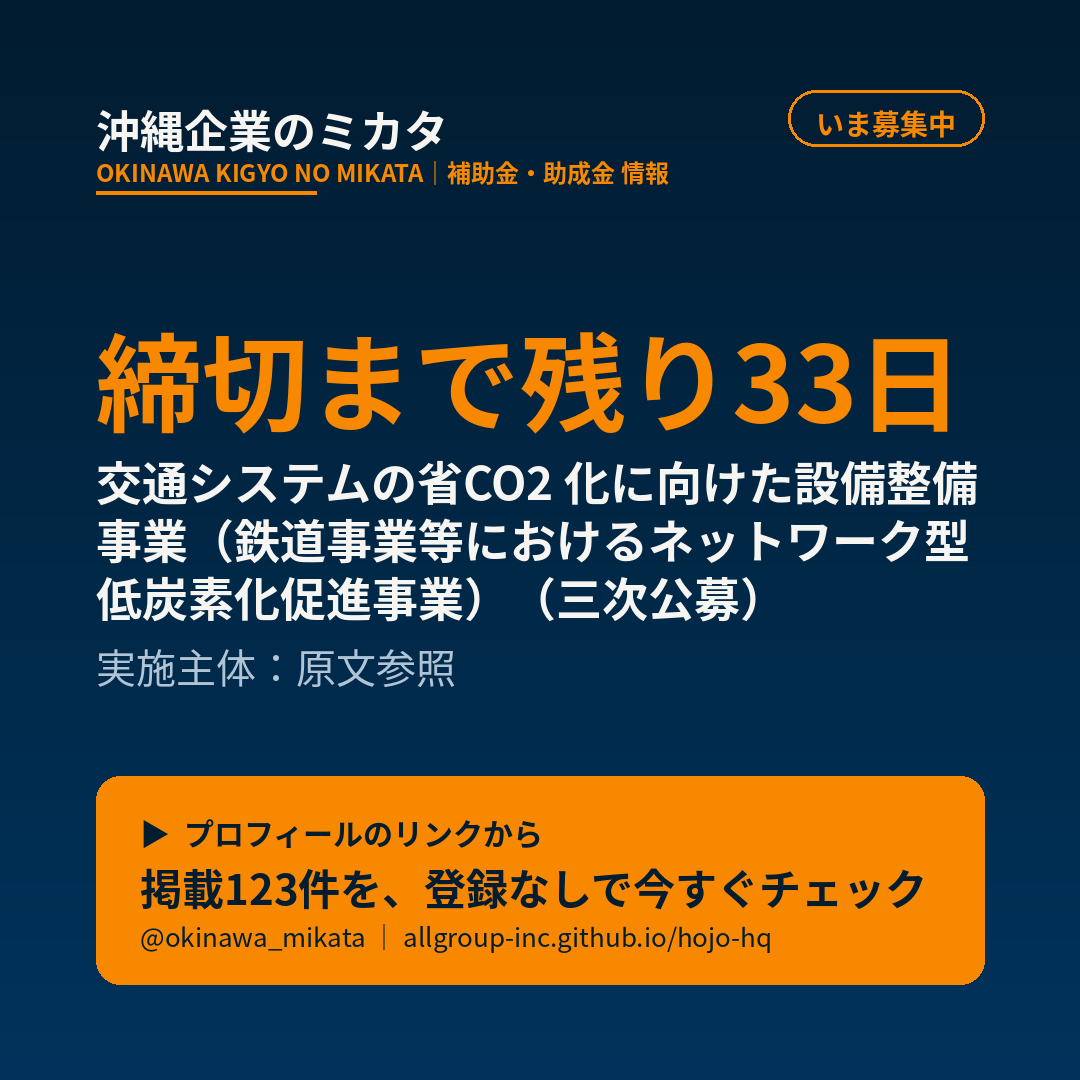 沖縄企業のミカタ
いま募集中
OKINAWA KIGYO NO MIKATA｜補助金・助成金 情報
締切まで残り33日
交通システムの省CO2 化に向けた設備整備
事業（鉄道事業等におけるネットワーク型
低炭素化促進事業）（三次公募）
実施主体：原文参照
▶ プロフィールのリンクから
掲載123件を、登録なしで今すぐチェック
@okinawa_mikata ｜ allgroup-inc.github.io/hojo-hq